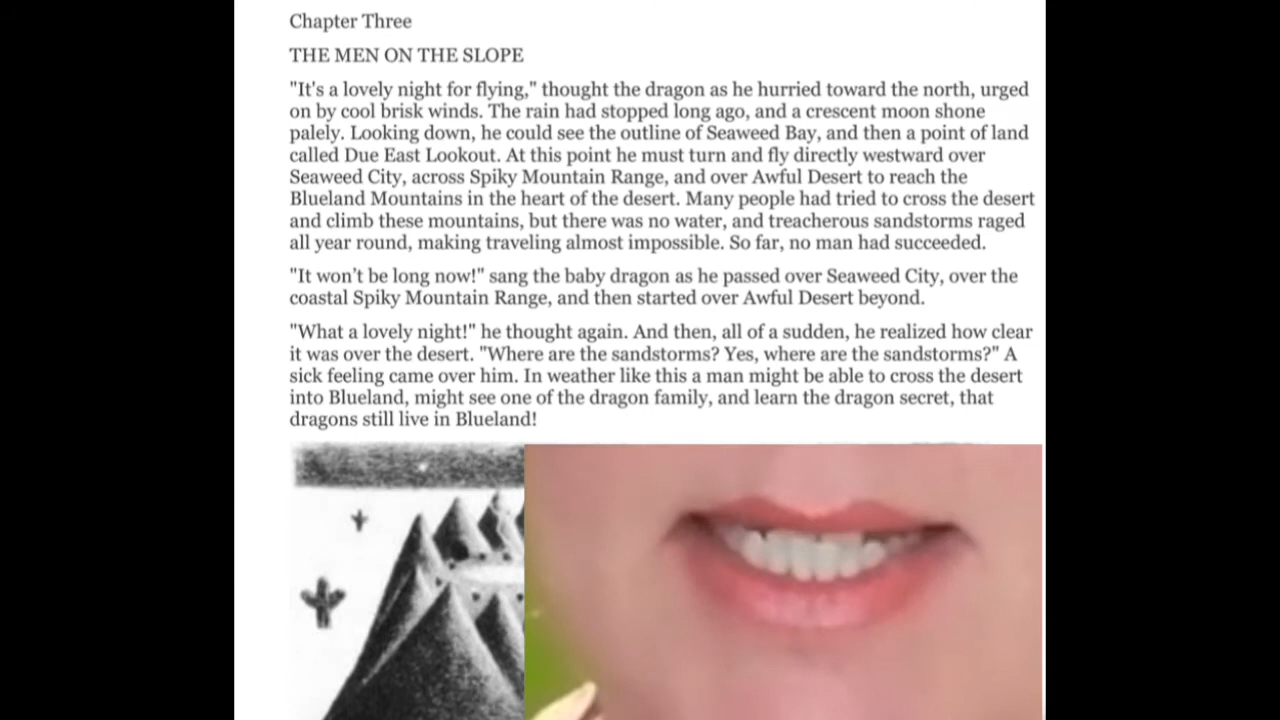 Chapter Three
THE MEN ON THE SLOPE
"It's a lovely night for flying," thought the dragon as he hurried toward the north, urged
on by cool brisk winds. The rain had stopped long ago, and a crescent moon shone
palely. Looking down, he could see the outline of Seaweed Bay, and then a point of land
called Due East Lookout. At this point he must turn and fly directly westward over
Seaweed City, across Spiky Mountain Range, and over Awful Desert to reach the
Blueland Mountains in the heart of the desert. Many people had tried to cross the desert
and climb these mountains, but there was no water, and treacherous sandstorms raged
all year round, making traveling almost impossible. So far, no man had succeeded.
"It won’t be long now!" sang the baby dragon as he passed over Seaweed City, over the
coastal Spiky Mountain Range, and then started over Awful Desert beyond.
"What a lovely night!" he thought again. And then, all of a sudden, he realized how clear
it was over the desert. "Where are the sandstorms? Yes, where are the sandstorms?" A
sick feeling came over him. In weather like this a man might be able to cross the desert
into Blueland, might see one of the dragon family, and learn the dragon secret, that
dragons still live in Blueland!